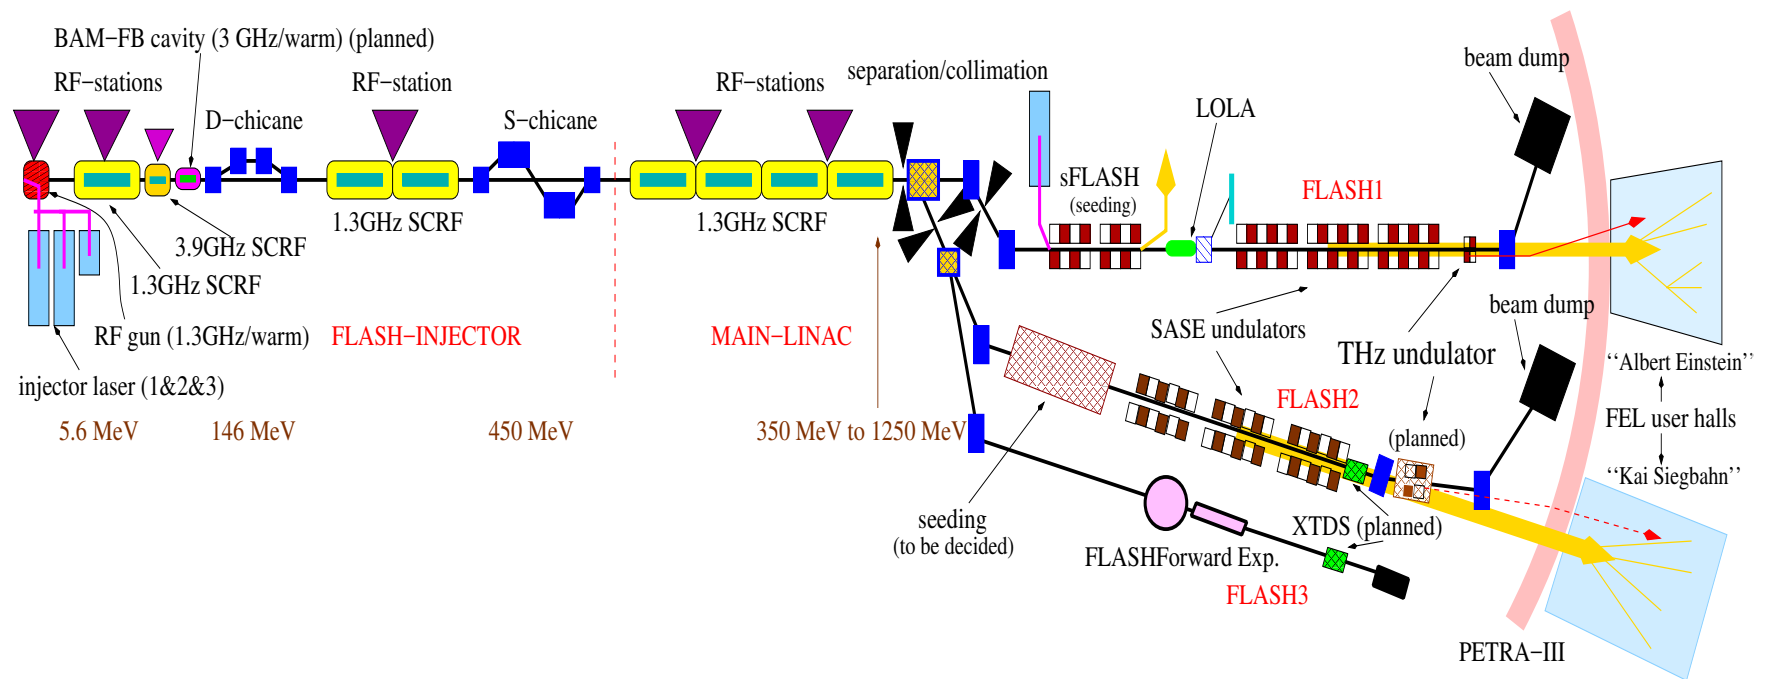 BAM−FB cavity (3 GHz/warm) (planned)
RF−stations
RF−station
RF−stations
separation/collimation
beam dump
D−chicane
S−chicane
LOLA
sFLASH
(seeding)
FLASH1
1.3GHz SCRF
1.3GHz SCRF
3.9GHz SCRF
1.3GHz SCRF
RF gun (1.3GHz/warm)
FLASH−INJECTOR
MAIN−LINAC
SASE undulators
beam dump
THz undulator
injector laser (1&2&3)
‘‘Albert Einstein’’
FEL user halls
‘‘Kai Siegbahn’’
FLASH2
(planned)
5.6 MeV
146 MeV
450 MeV
350 MeV to 1250 MeV
seeding
(to be decided)
XTDS (planned)
FLASHForward Exp.
FLASH3
PETRA−III